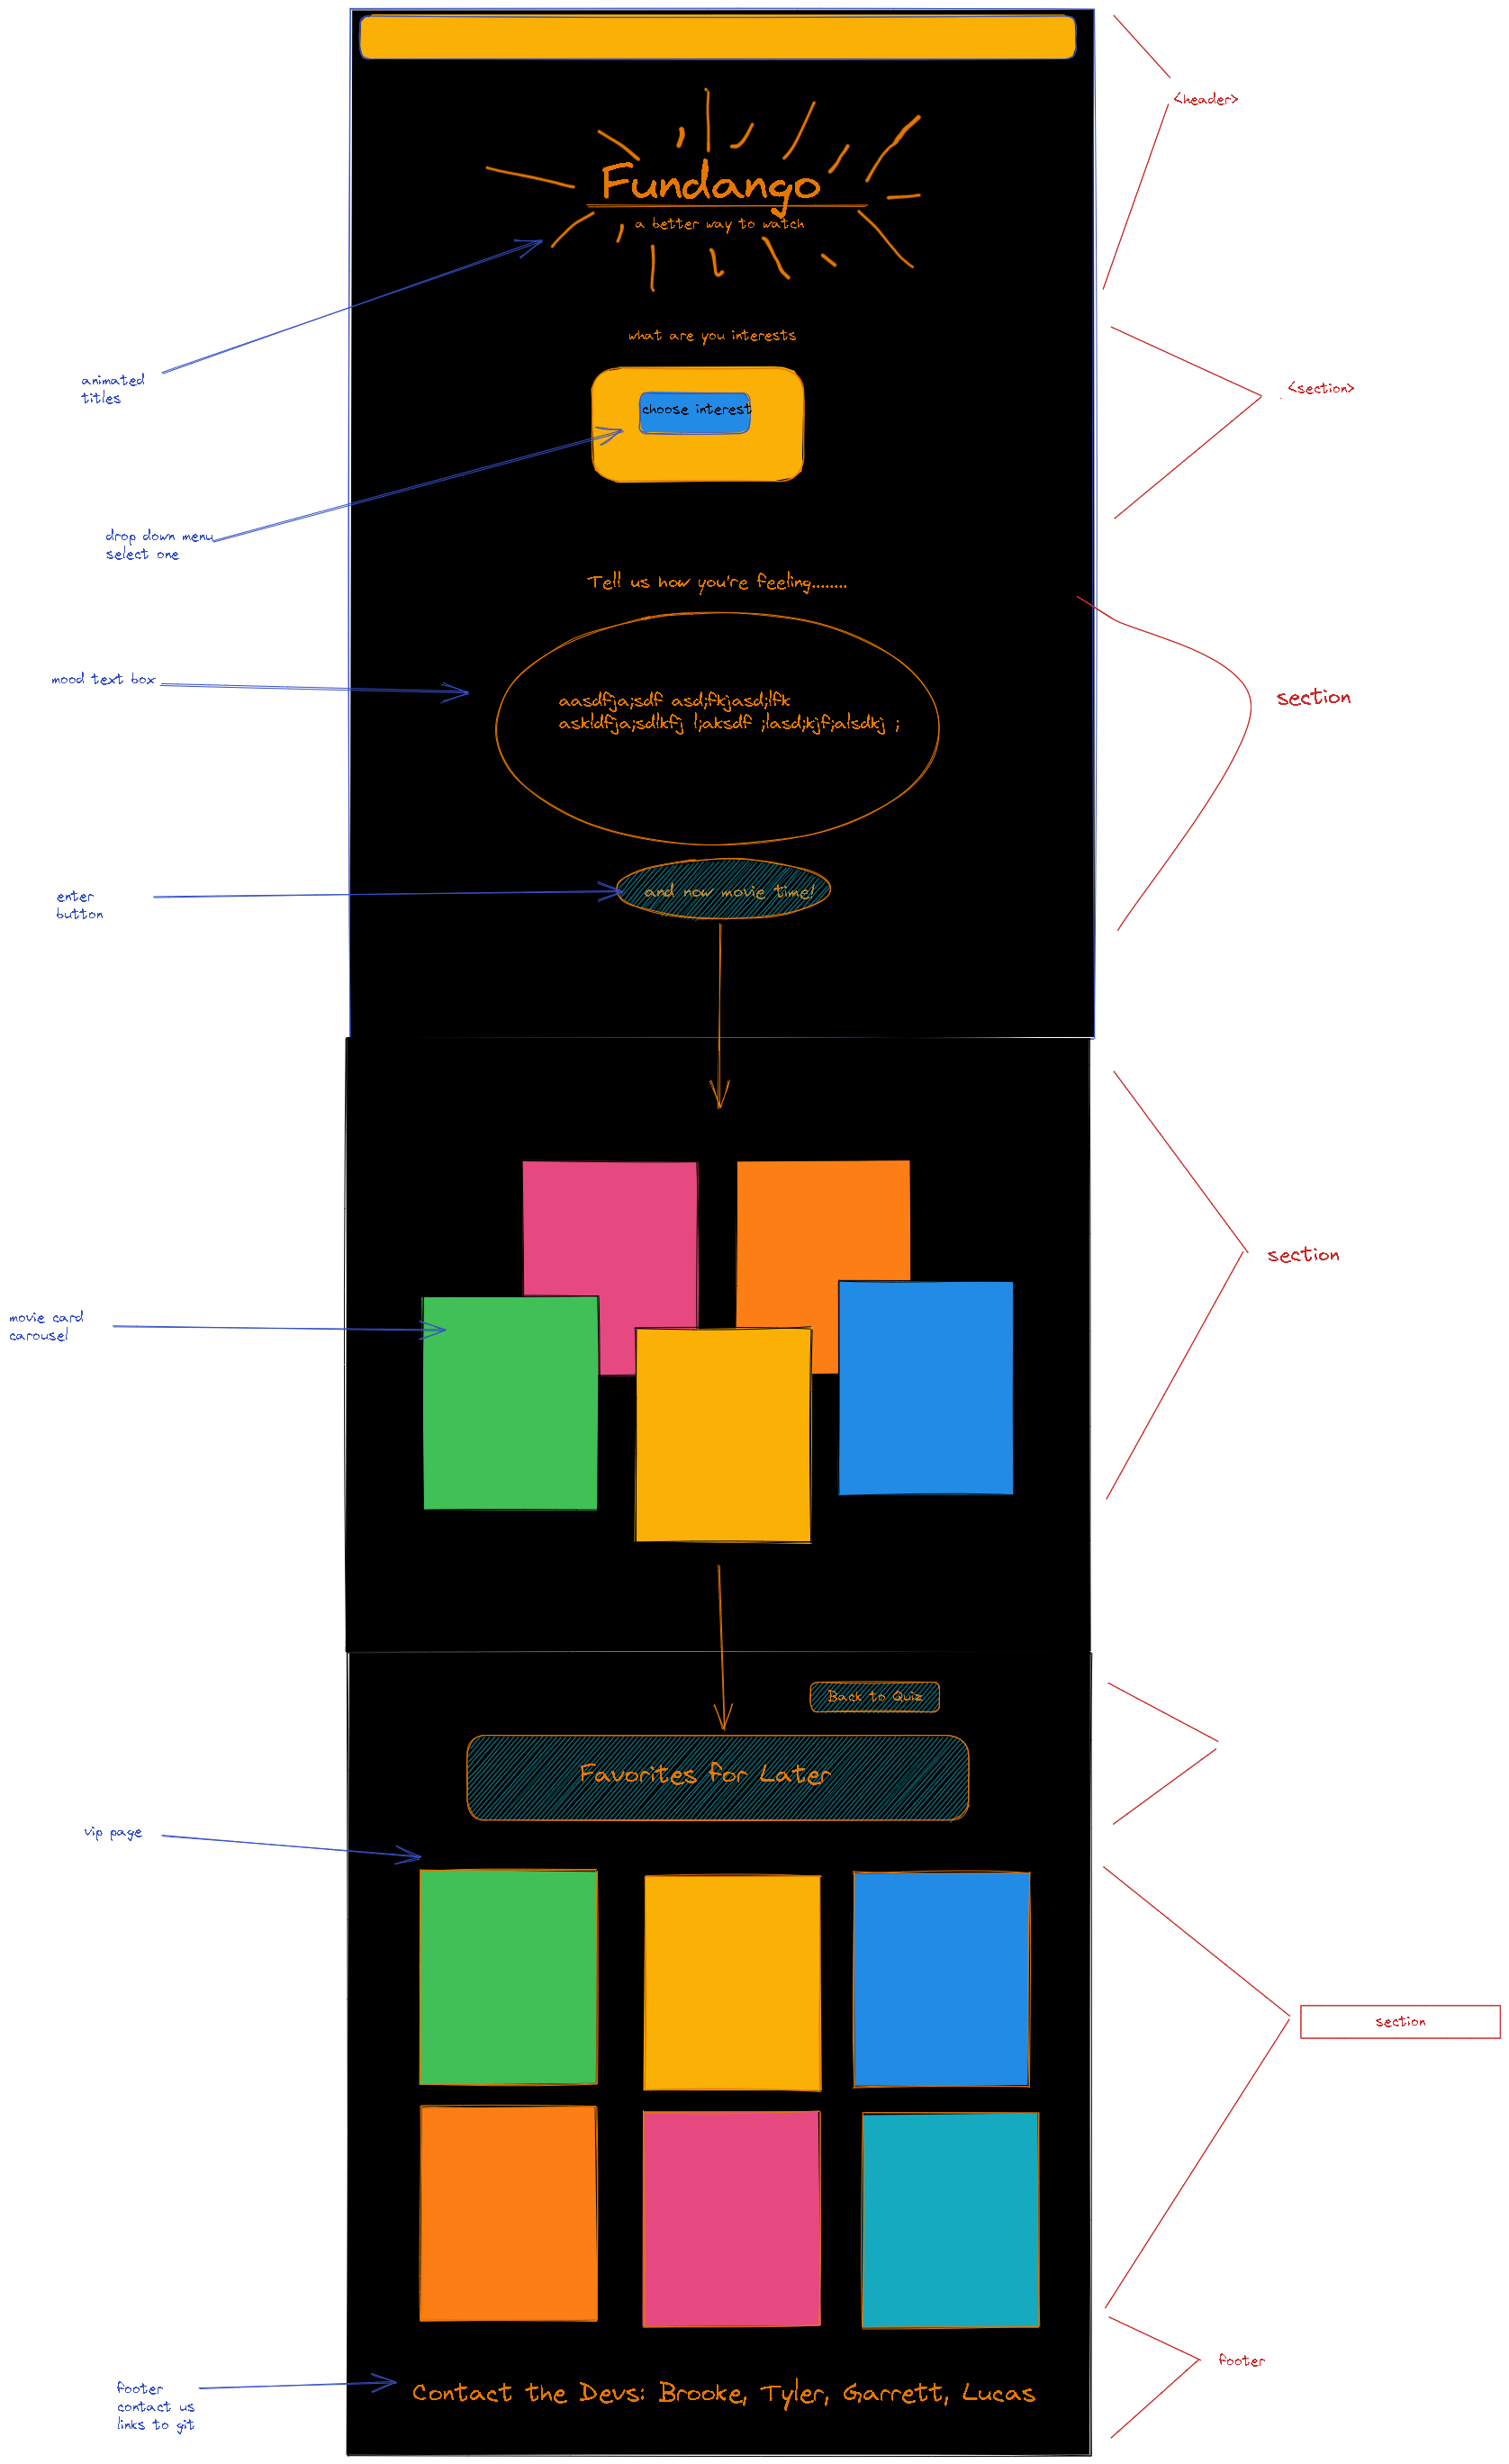 <header>
Fundango
a better way to watch
what are you interests
animated
titles
<section>
choose interest
drop down menu
select one
Tell us how you're feeling........
mood text box
section
aasdfja;sdf asd;fkjasd;lfk
askldfja;sdlkfj l;aksdf ;lasd;kjf;alsdkj ;
enter
button
and now movie time!
section
movie card
carousel
Back to Quiz
Favorites for Later
vip page
section
footer
footer
contact us
links to git
Contact the Devs: Brooke, Tyler, Garrett, Lucas